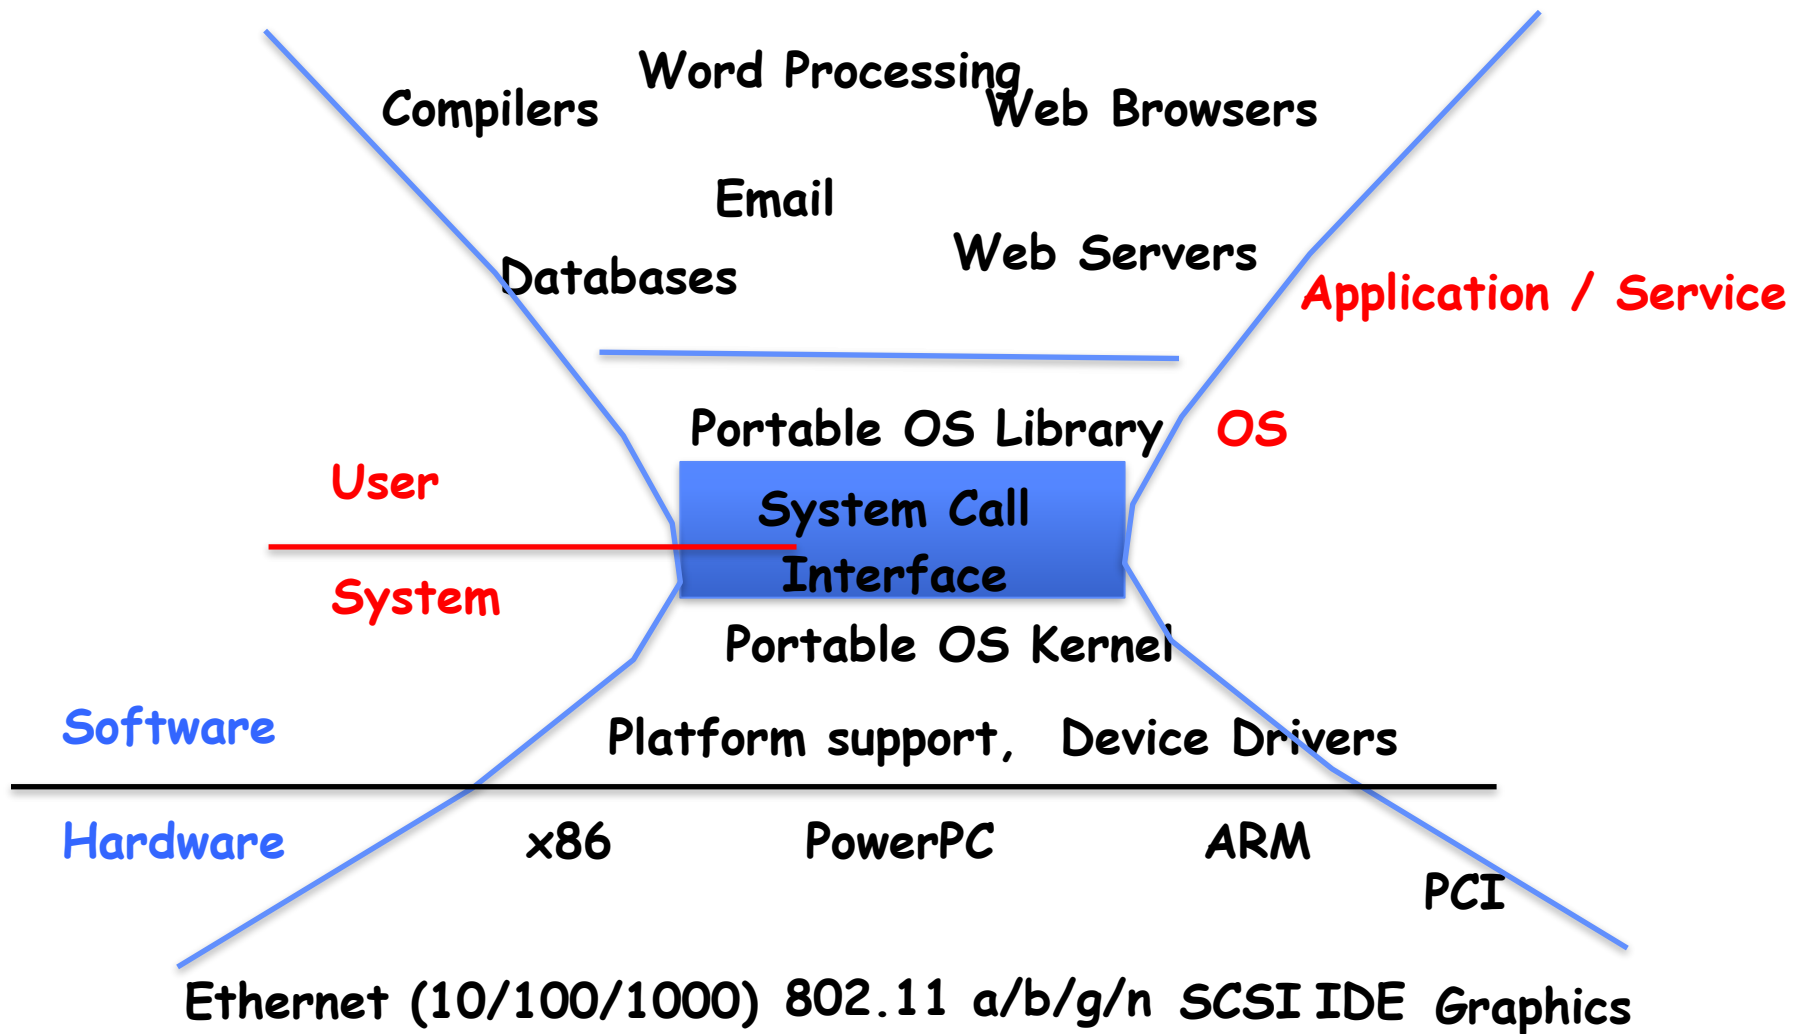 Word Processing
Compilers
Web Browsers
Email
Web Servers
Databases
Application / Service
Portable OS Library
OS
User
System Call
Interface
System
Portable OS Kernel
Software
Platform support, Device Drivers
Hardware
x86
PowerPC
ARM
PCI
Ethernet (10/100/1000) 802.11 a/b/g/n SCSI IDE Graphics